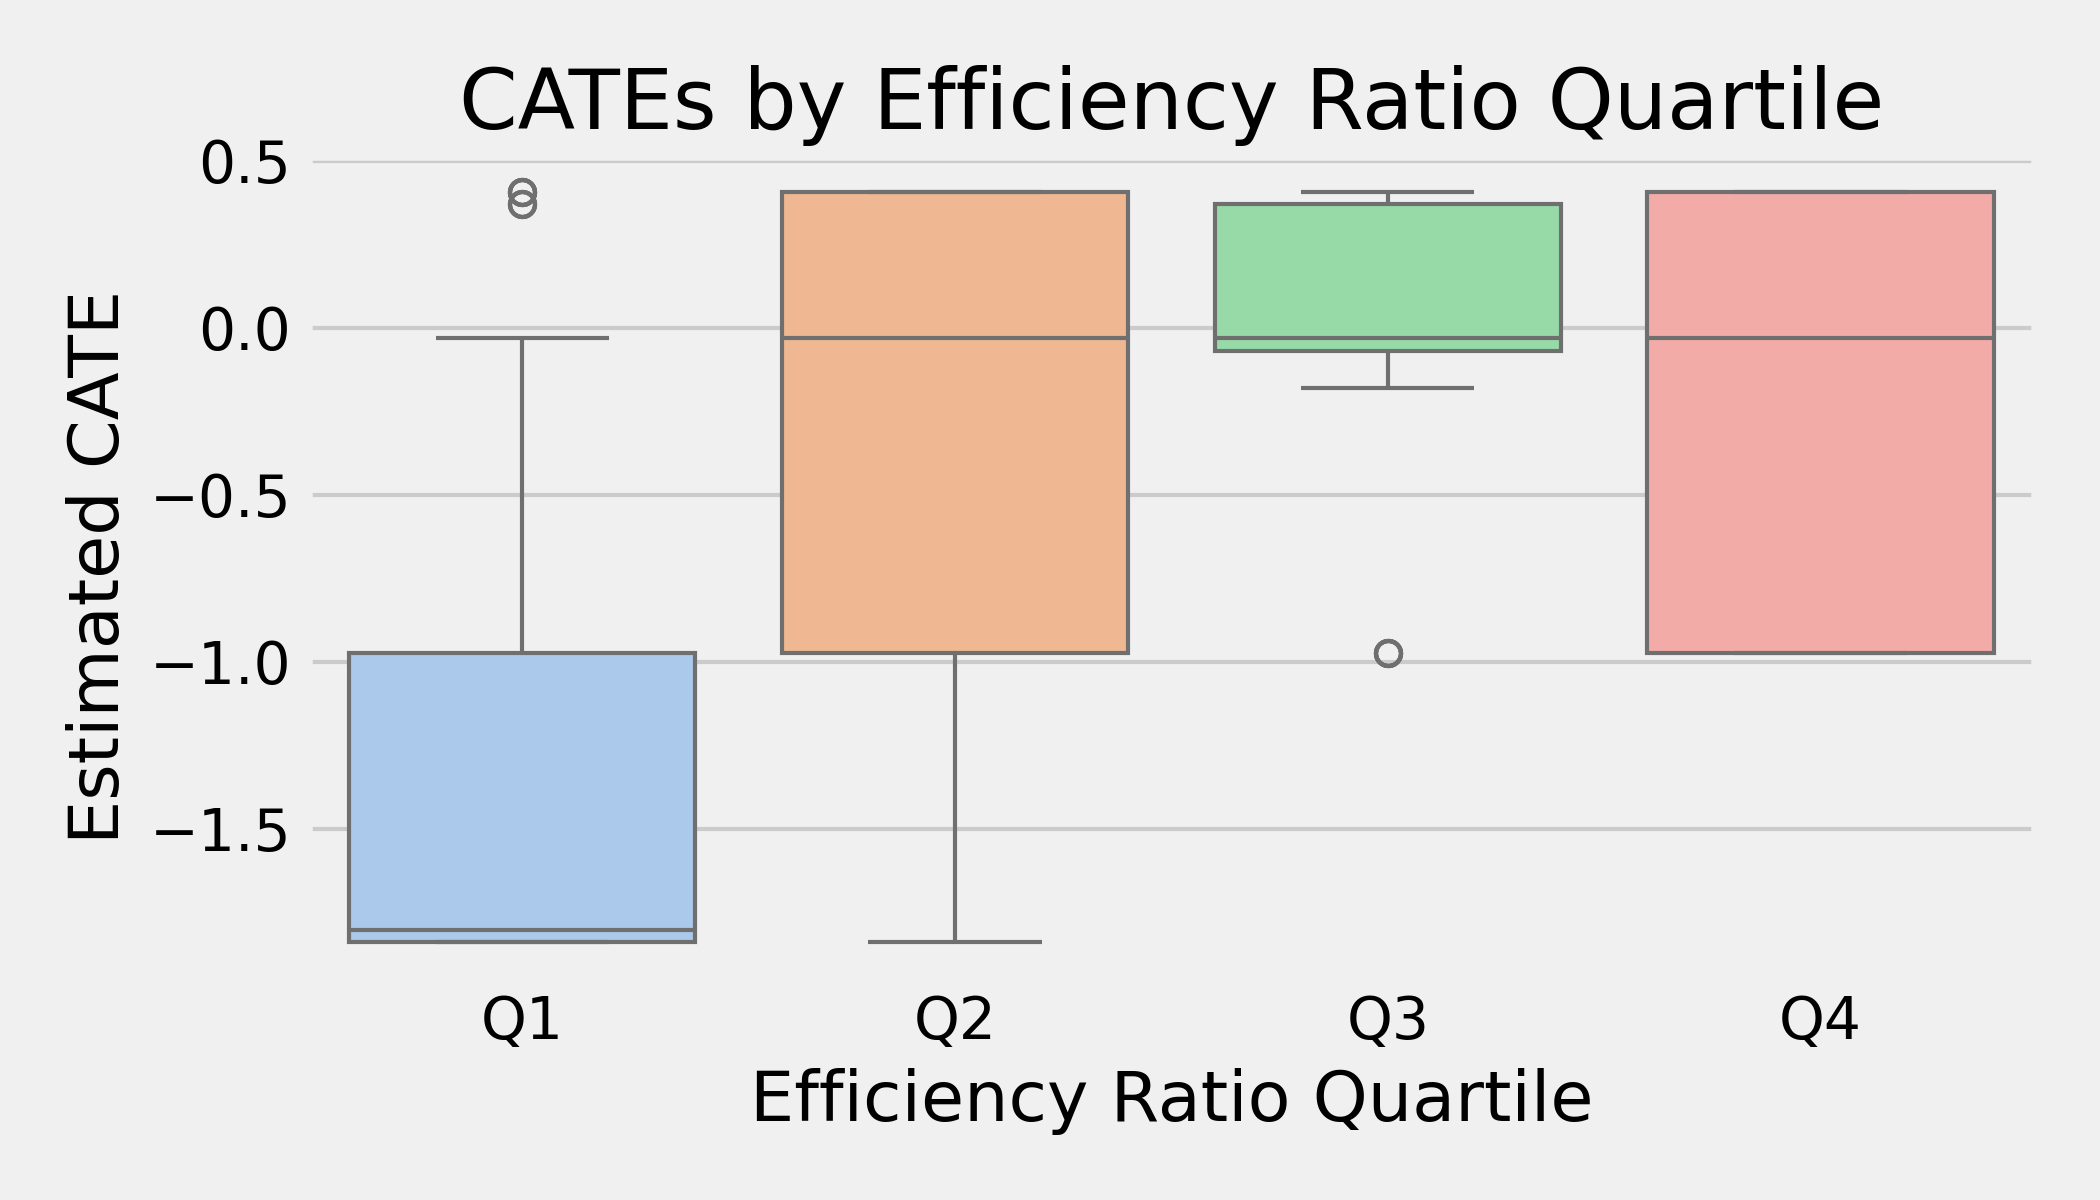 CATEs by Efficiency Ratio Quartile
0.5
0.0
−0.5
−1.0
−1.5
Estimated CATE
Q1 Q2 Q3 Q4
Efficiency Ratio Quartile